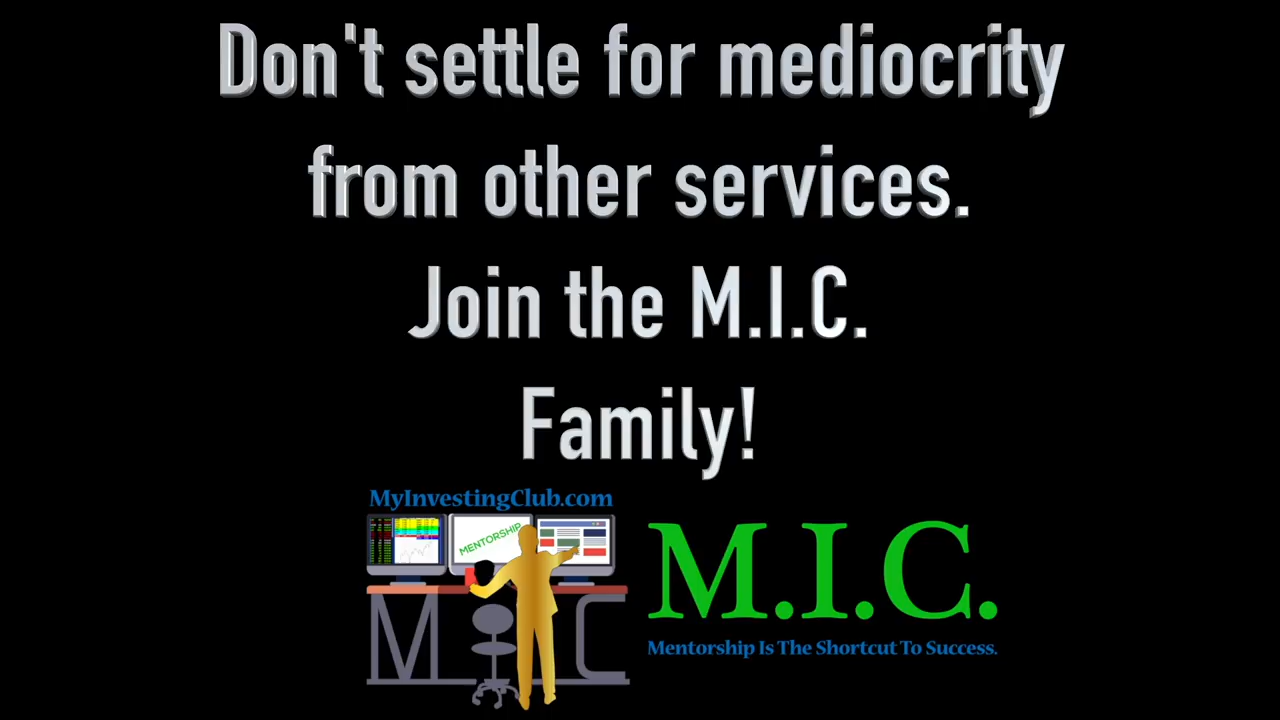 Don't settle for mediocrity
from other services.
Join the M.I.C.
Family!
MyInvestingClub.com
MENTORSHIP
M.I.C.
MIC
Mentorship Is The Shortcut To Success.